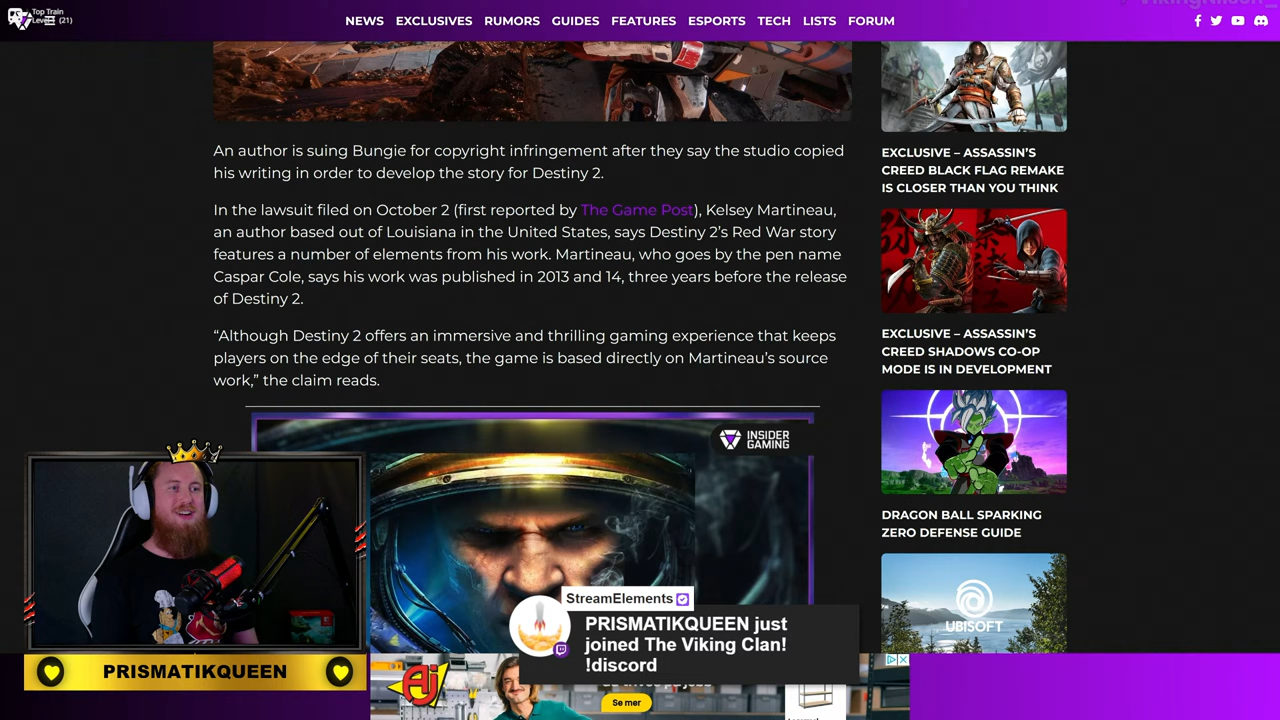 Top Train
Level (21)
NEWS EXCLUSIVES RUMORS GUIDES FEATURES ESPORTS TECH LISTS FORUM
An author is suing Bungie for copyright infringement after they say the studio copied
his writing in order to develop the story for Destiny 2.
In the lawsuit filed on October 2 (first reported by The Game Post), Kelsey Martineau,
an author based out of Louisiana in the United States, says Destiny 2’s Red War story
features a number of elements from his work. Martineau, who goes by the pen name
Caspar Cole, says his work was published in 2013 and 14, three years before the release
of Destiny 2.
“Although Destiny 2 offers an immersive and thrilling gaming experience that keeps
players on the edge of their seats, the game is based directly on Martineau’s source
work,” the claim reads.
INSIDER
GAMING
EXCLUSIVE – ASSASSIN’S
CREED BLACK FLAG REMAKE
IS CLOSER THAN YOU THINK
EXCLUSIVE – ASSASSIN’S
CREED SHADOWS CO-OP
MODE IS IN DEVELOPMENT
DRAGON BALL SPARKING
ZERO DEFENSE GUIDE
UBISOFT
StreamElements
PRISMATIKQUEEN just
joined The Viking Clan!
!discord
PRISMATIKQUEEN
Aj
Se mer